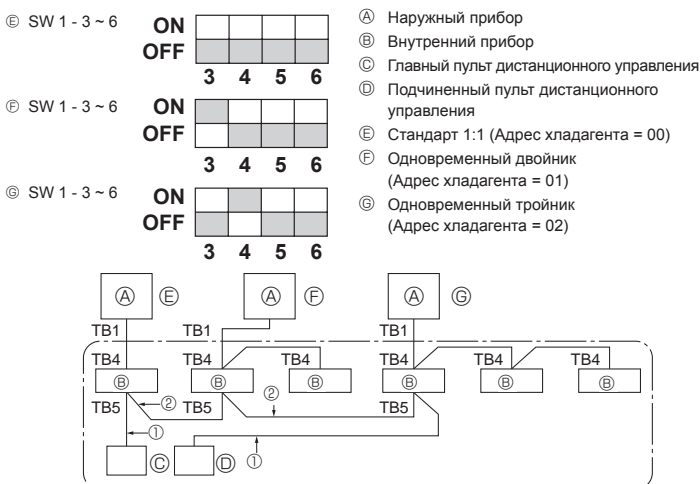 Ⓔ SW 1 - 3 ~ 6
ON
OFF
3 4 5 6
Ⓕ SW 1 - 3 ~ 6
ON
OFF
3 4 5 6
Ⓖ SW 1 - 3 ~ 6
ON
OFF
3 4 5 6
Ⓐ Наружный прибор
Ⓑ Внутренний прибор
Ⓒ Главный пульт дистанционного управления
Ⓓ Подчиненный пульт дистанционного
управления
Ⓔ Стандарт 1:1 (Адрес хладагента = 00)
Ⓕ Одновременный двойник
(Адрес хладагента = 01)
Ⓖ Одновременный тройник
(Адрес хладагента = 02)
Ⓐ Ⓔ Ⓐ Ⓕ Ⓐ Ⓖ
TB1 TB1 TB1
TB4 TB4 TB4 TB4 TB4 TB4
Ⓑ Ⓑ Ⓑ Ⓑ Ⓑ Ⓑ
TB5 ② TB5 ② TB5
① ①
Ⓒ Ⓓ